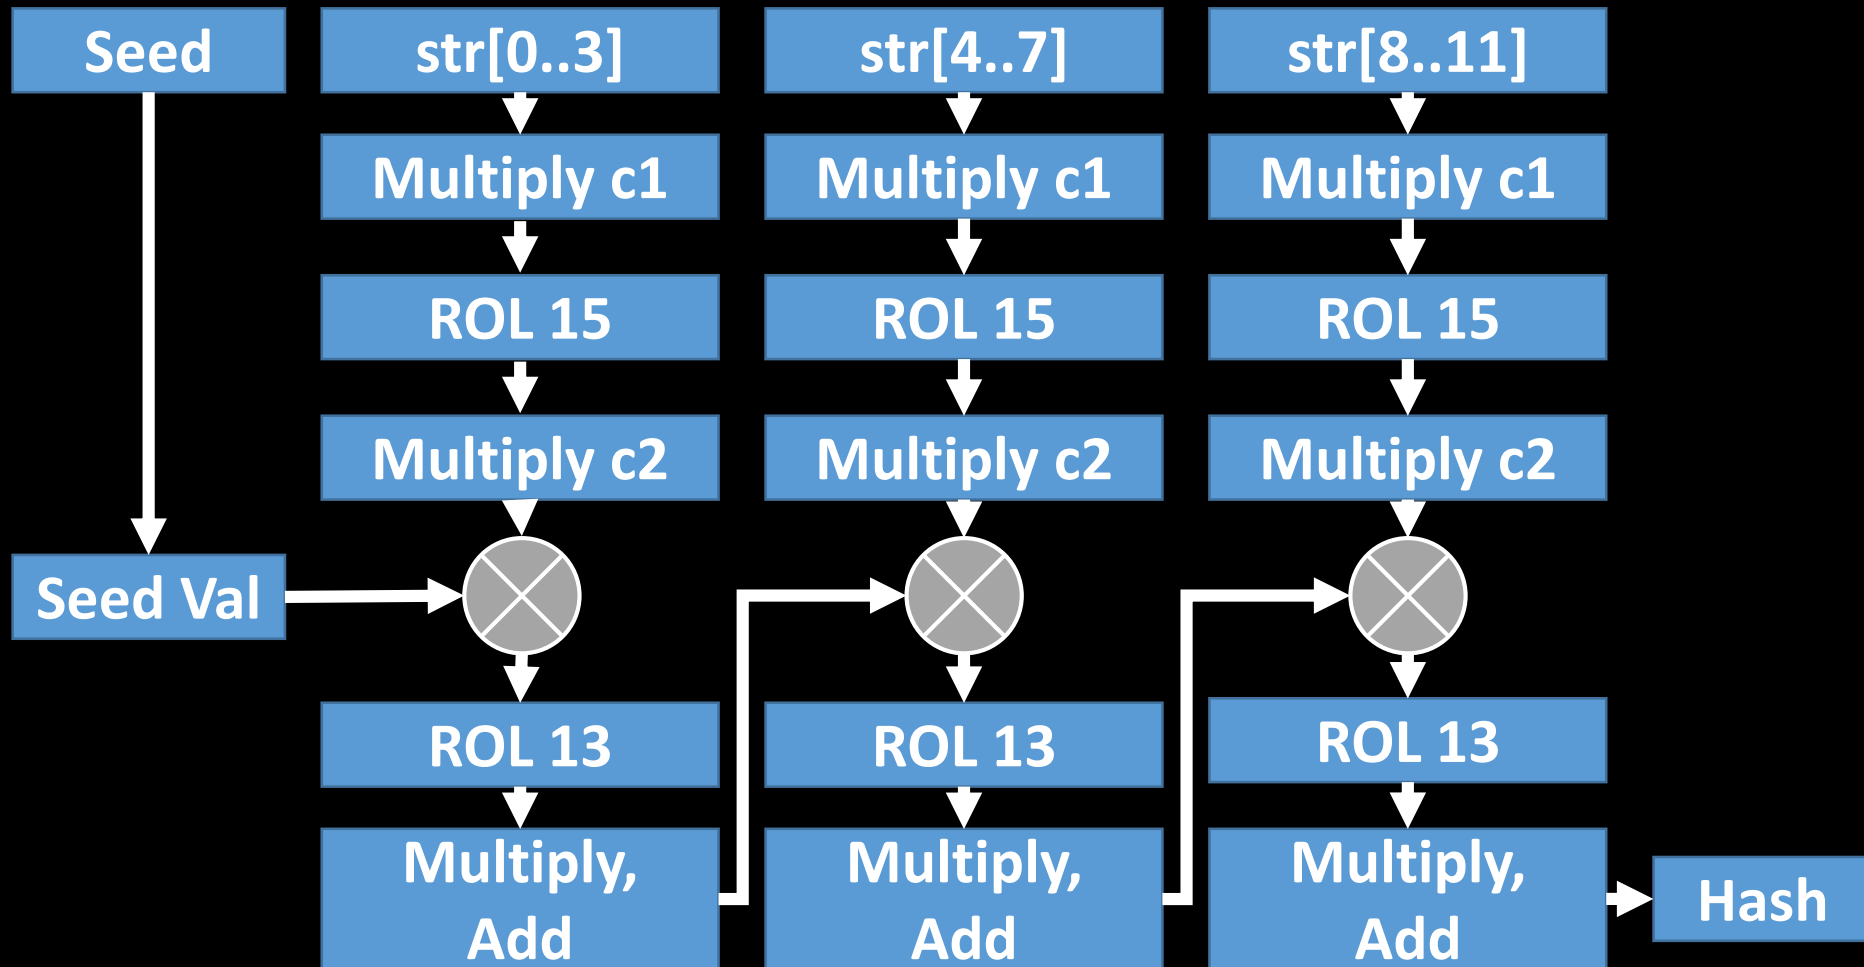 Seed
str[0..3]
str[4..7]
str[8..11]
Multiply c1
Multiply c1
Multiply c1
ROL 15
ROL 15
ROL 15
Multiply c2
Multiply c2
Multiply c2
Seed Val
ROL 13
ROL 13
ROL 13
Multiply,
Add
Multiply,
Add
Multiply,
Add
Hash